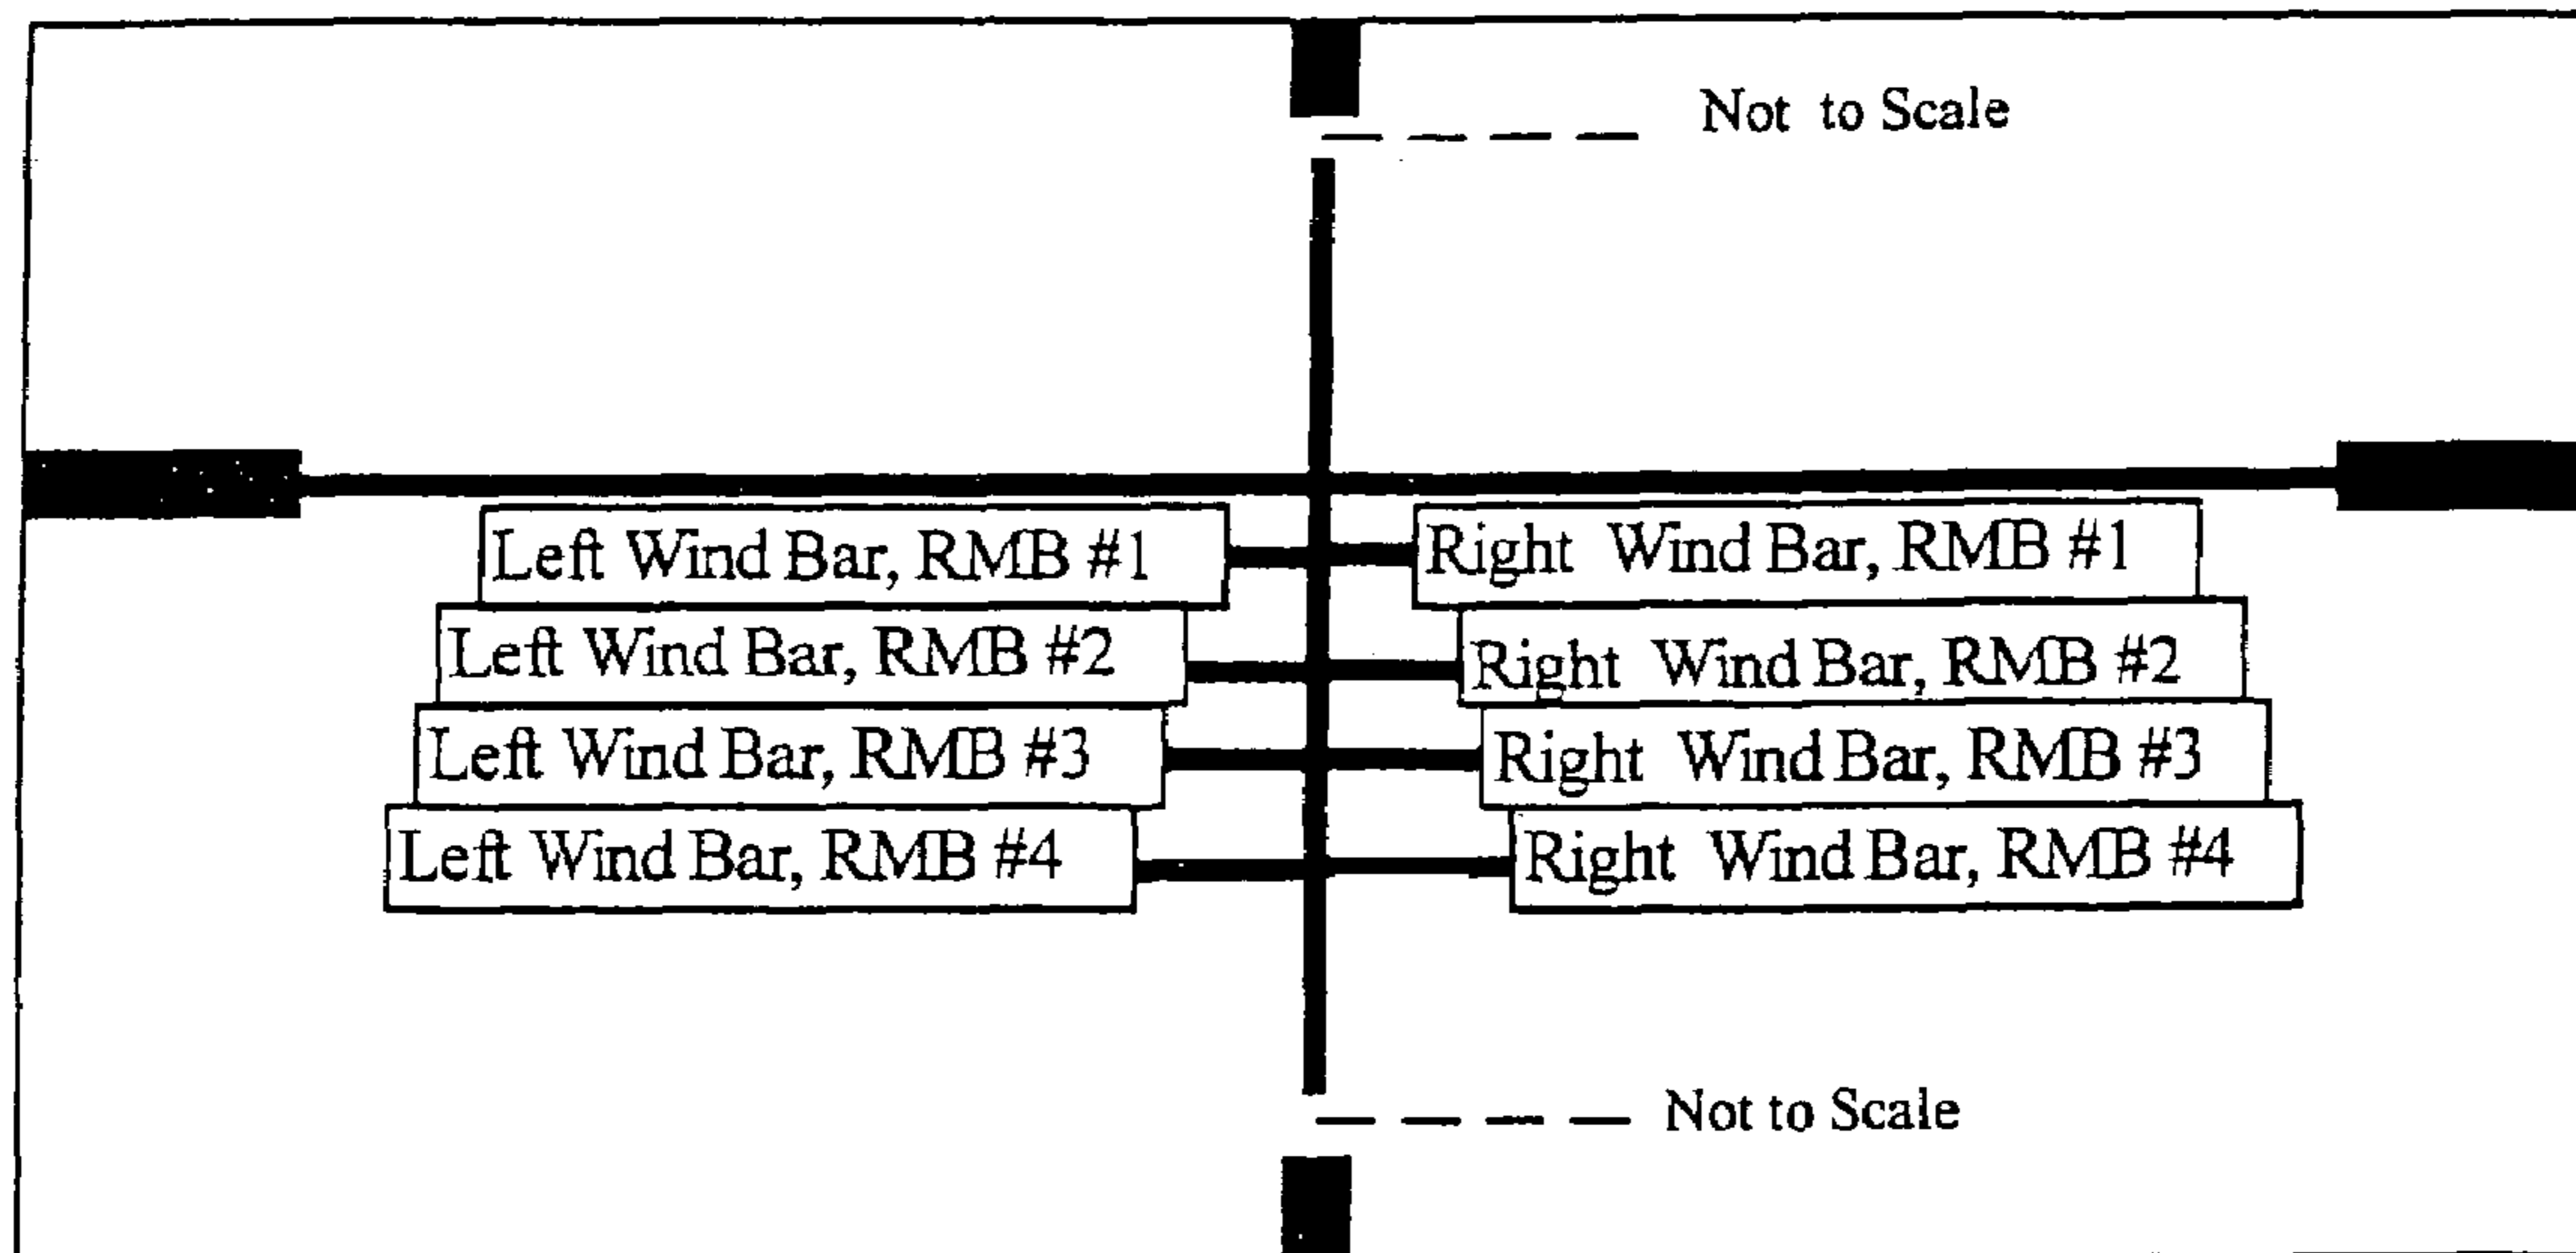 Not to Scale
Left Wind Bar, RMB #1
Right Wind Bar, RMB #1
Left Wind Bar, RMB #2
Right Wind Bar, RMB #2
Left Wind Bar, RMB #3
Right Wind Bar, RMB #3
Left Wind Bar, RMB #4
Right Wind Bar, RMB #4
Not to Scale